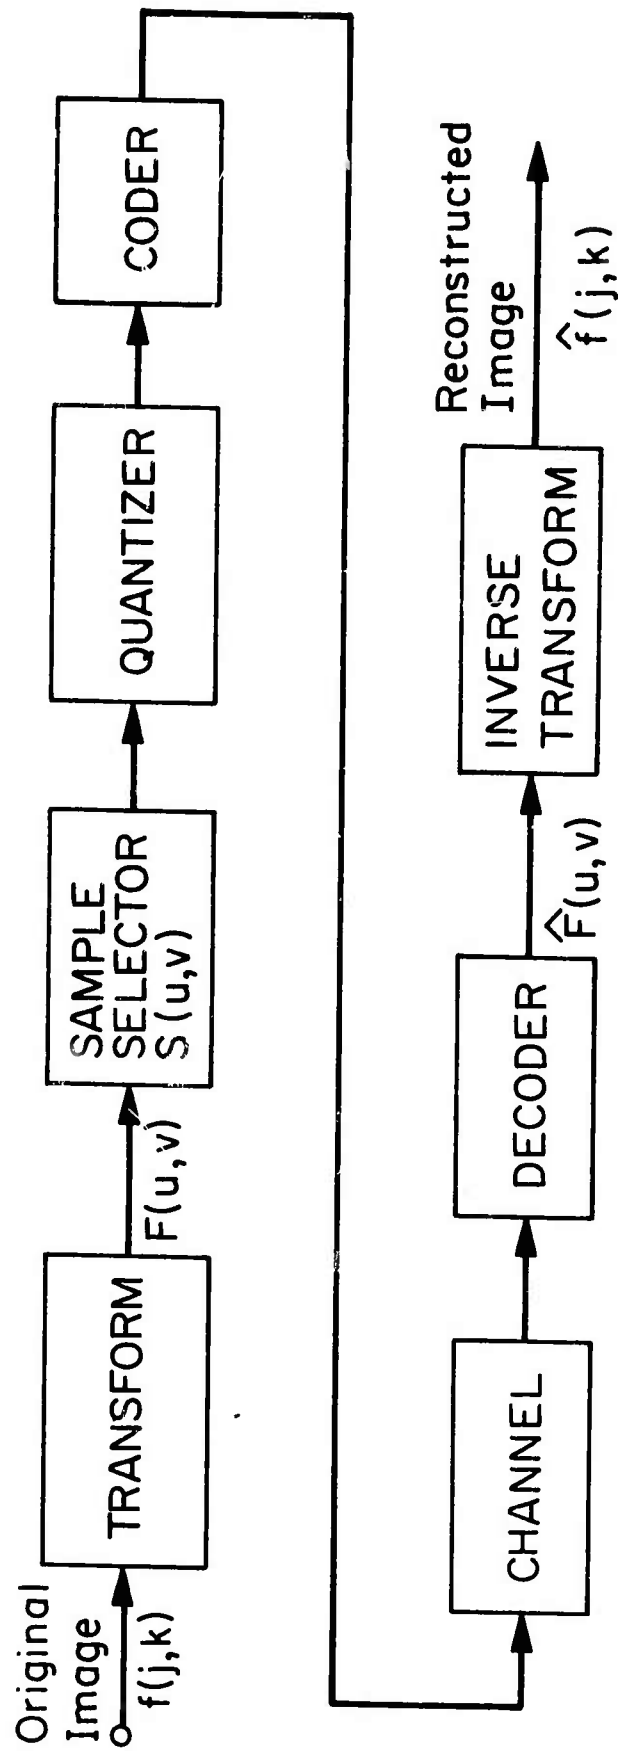 Original
Image
f(j,k)
TRANSFORM
F(u,v)
SAMPLE
SELECTOR
S(u,v)
QUANTIZER
CODER
CHANNEL
DECODER
F̂(u,v)
INVERSE
TRANSFORM
Reconstructed
Image
f̂(j,k)